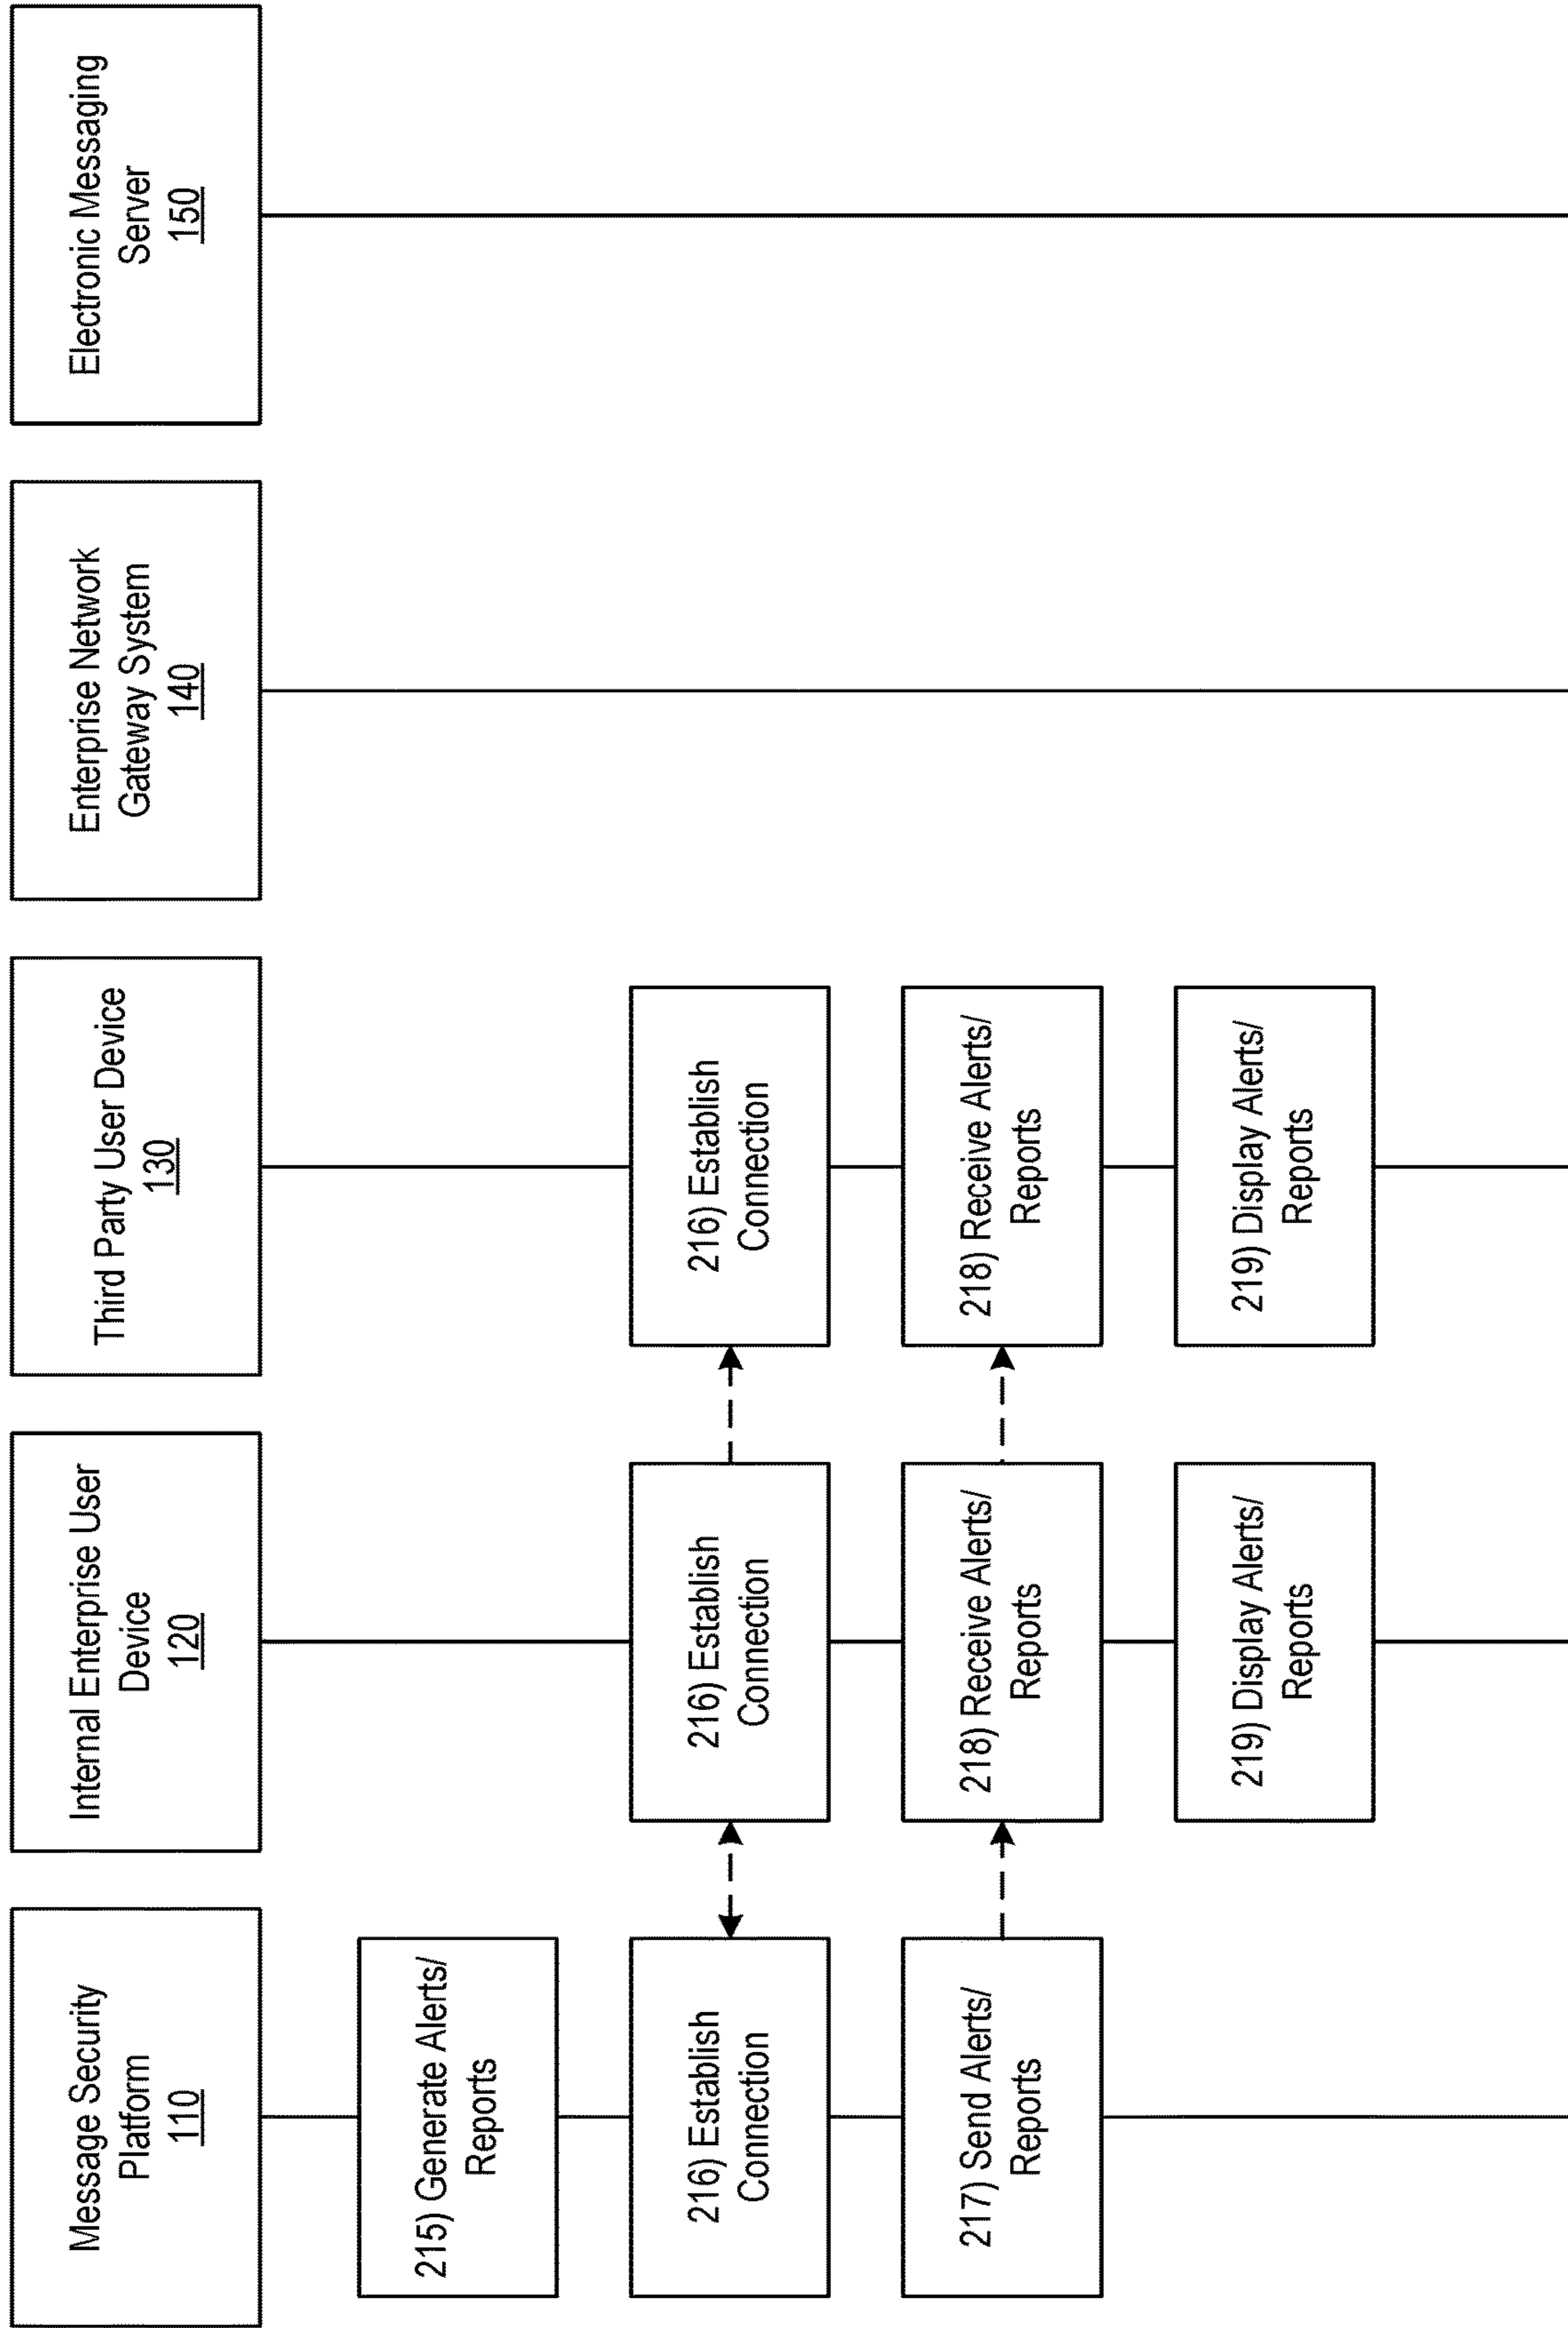 Message Security
Platform
110
Internal Enterprise User
Device
120
Third Party User Device
130
Enterprise Network
Gateway System
140
Electronic Messaging
Server
150
215) Generate Alerts/
Reports
216) Establish
Connection
216) Establish
Connection
216) Establish
Connection
217) Send Alerts/
Reports
218) Receive Alerts/
Reports
218) Receive Alerts/
Reports
219) Display Alerts/
Reports
219) Display Alerts/
Reports